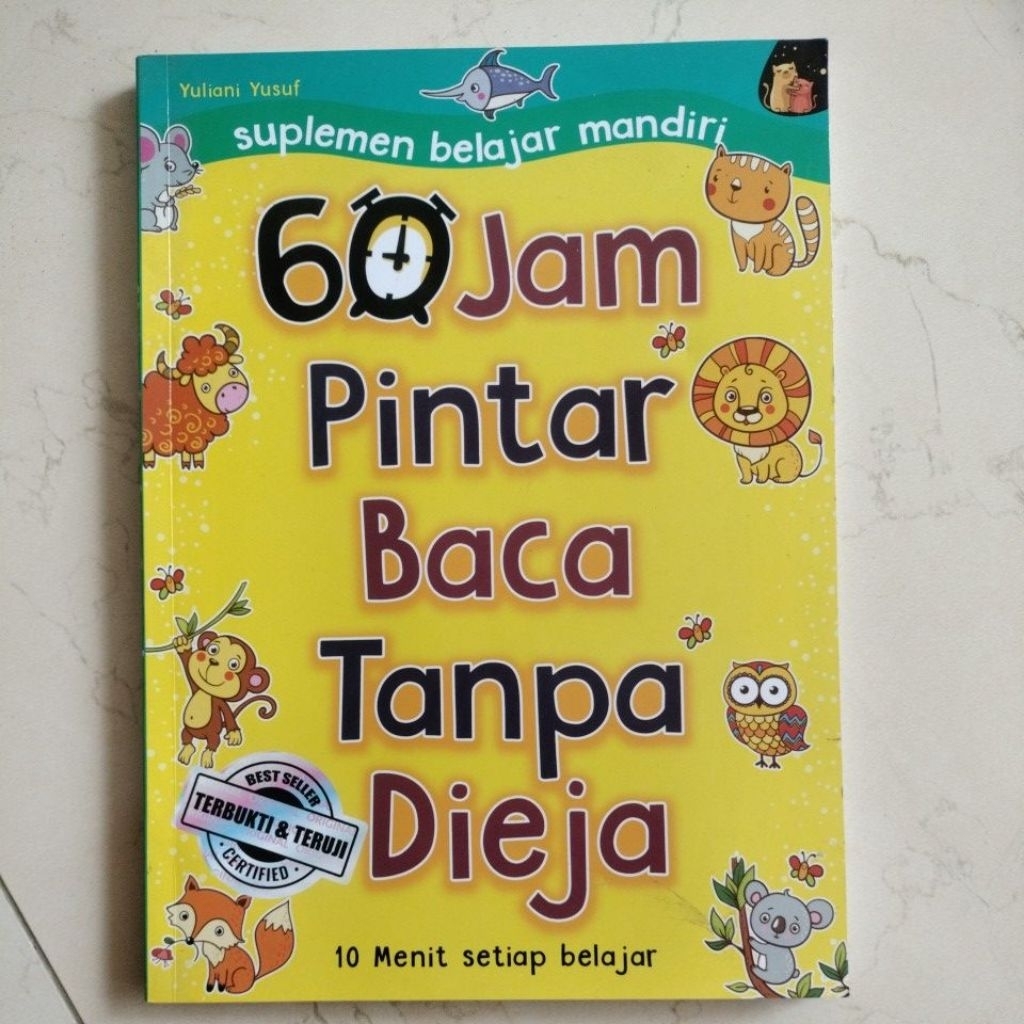 Yuliani Yusuf
suplemen belajar mandiri
60 Jam
Pintar
Baca
Tanpa
Dieja
BEST SELLER
TERBUKTI & TERUJI
CERTIFIED
10 Menit setiap belajar